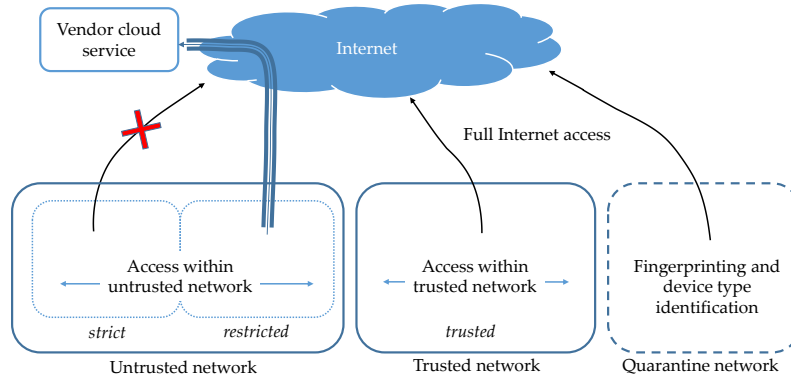 Vendor cloud
service
Internet
Full Internet access
Access within
untrusted network
strict
restricted
Untrusted network
Access within
trusted network
trusted
Trusted network
Fingerprinting and
device type
identification
Quarantine network